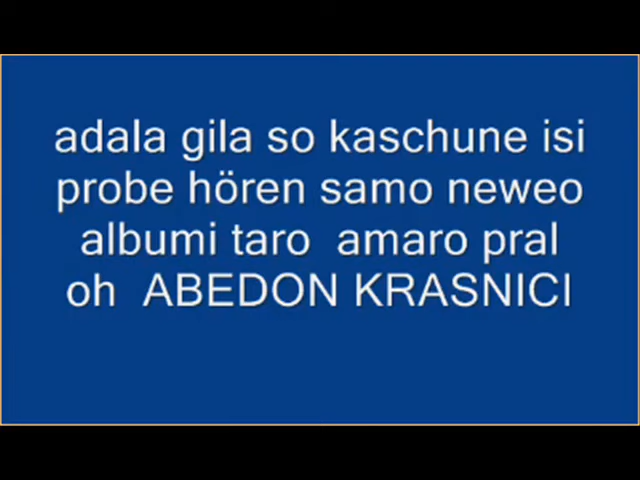 adala gila so kaschune isi
probe hören samo neweo
albumi taro  amaro pral
oh  ABEDON KRASNICI